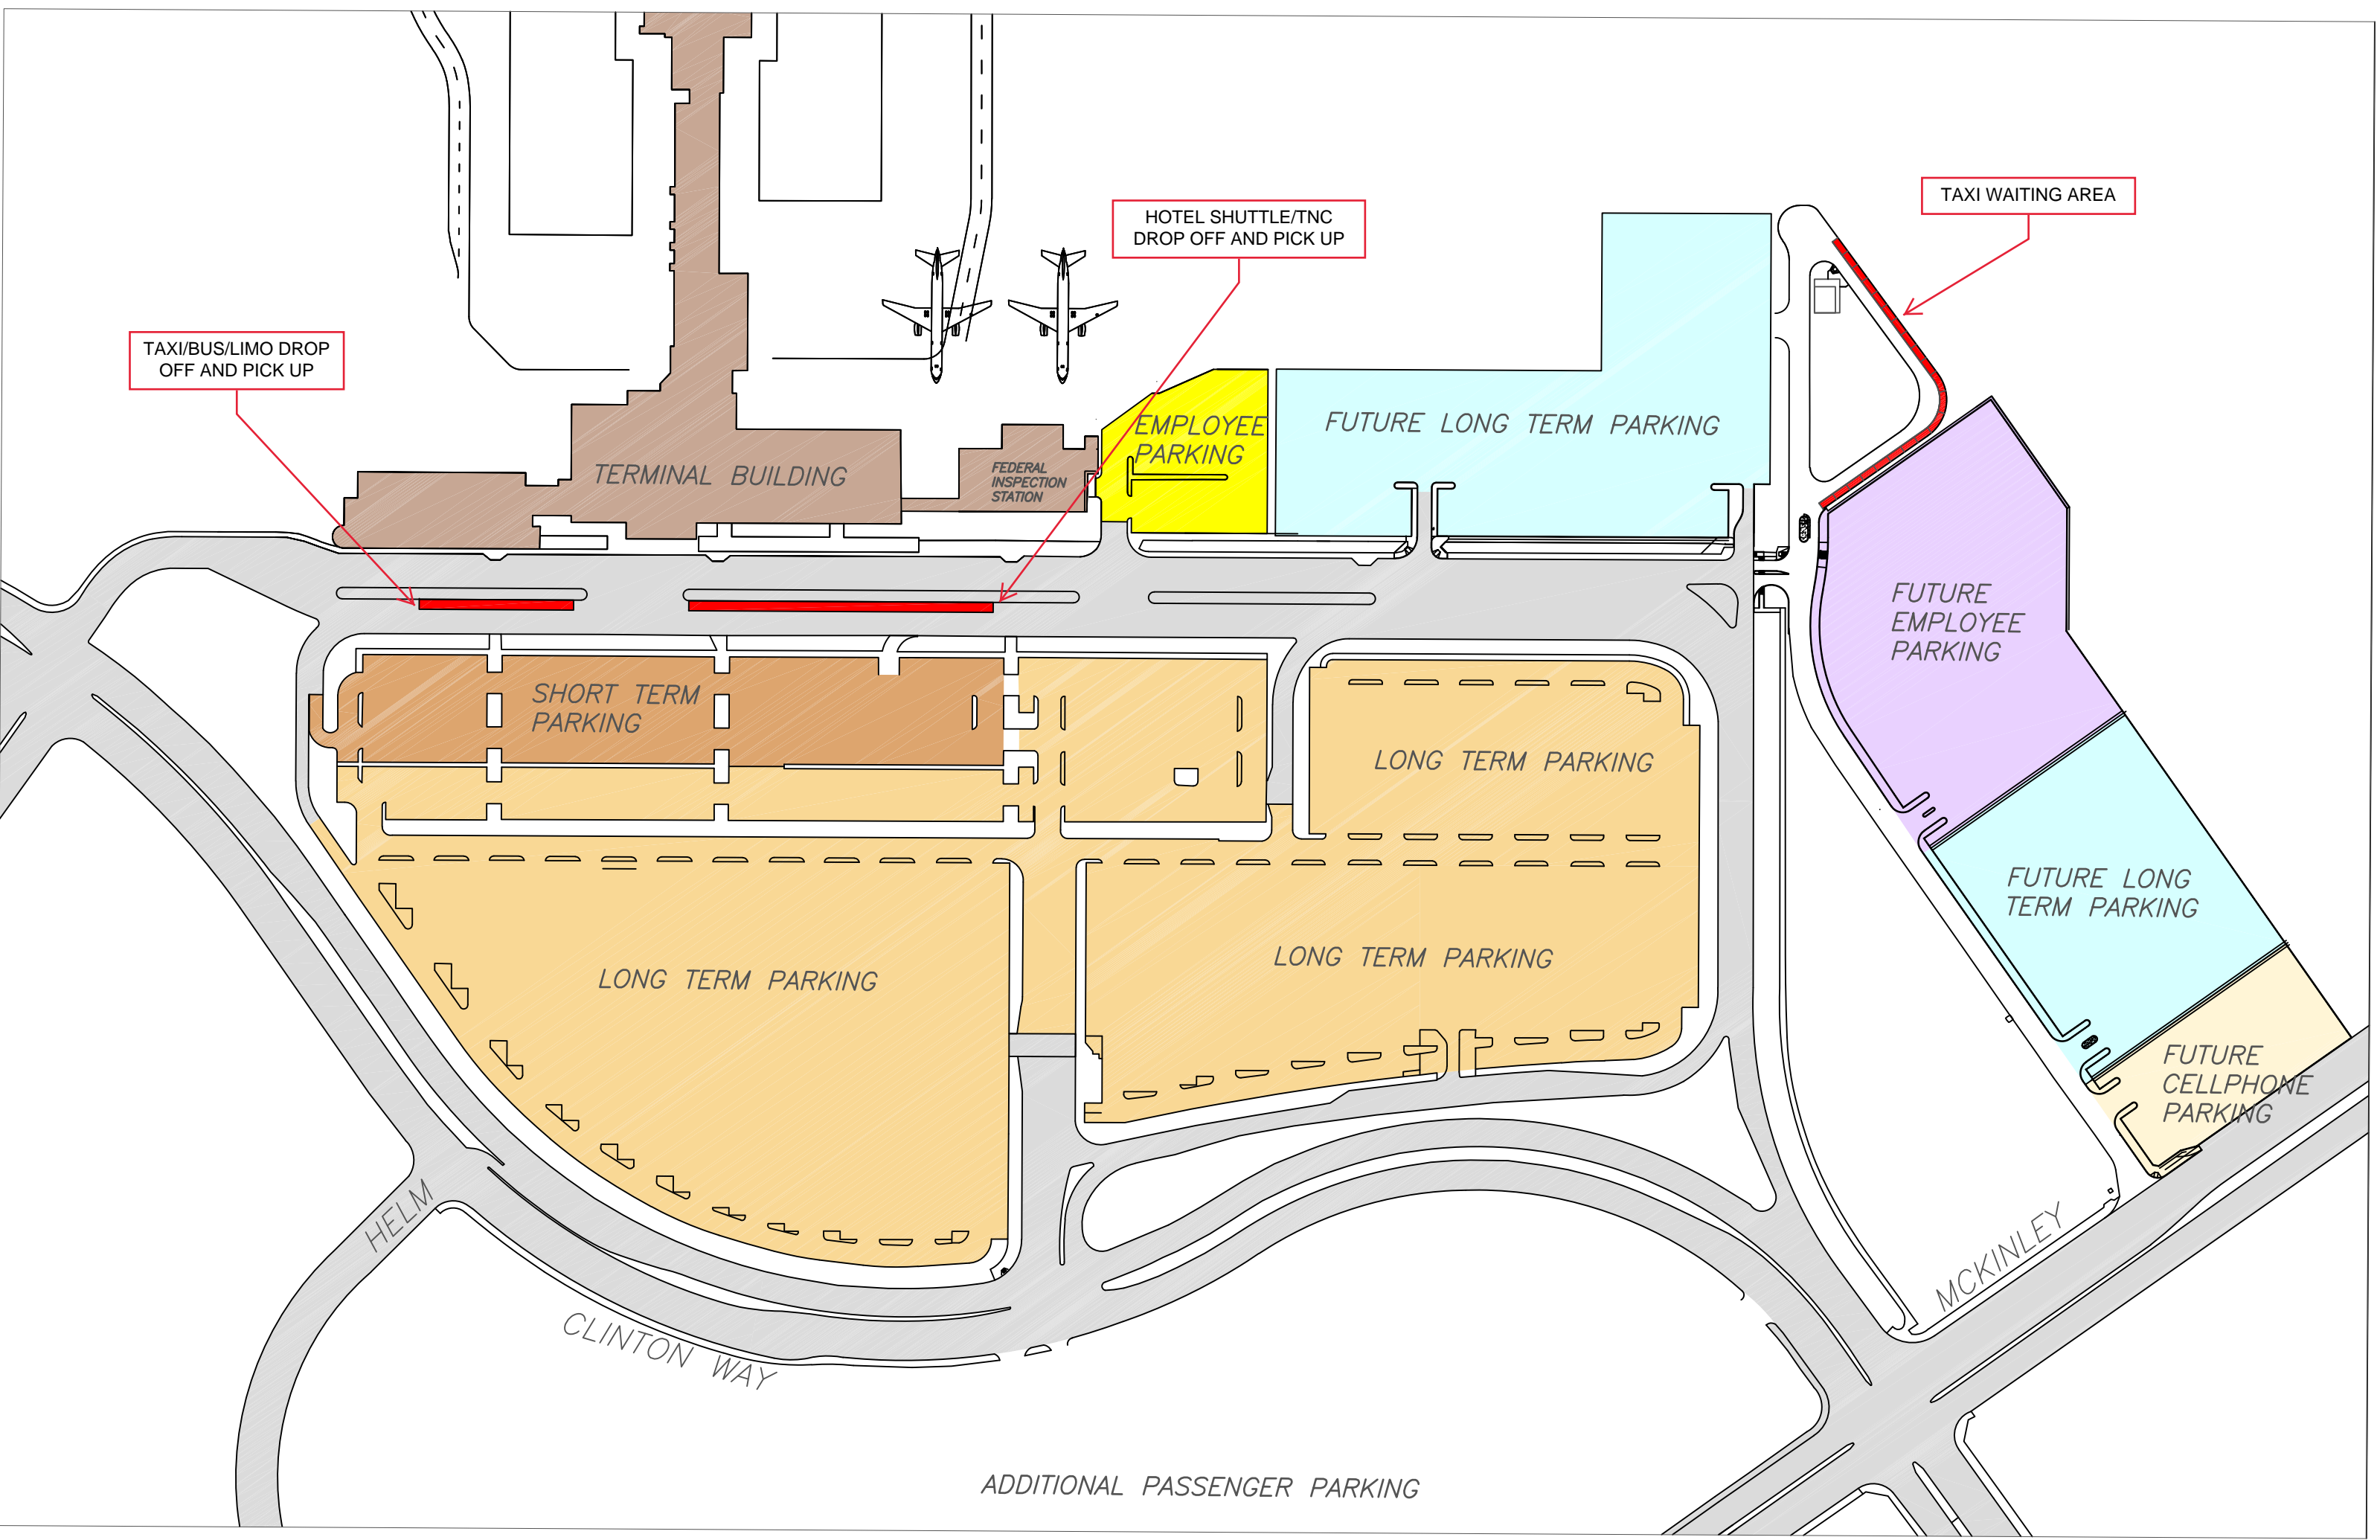 TAXI WAITING AREA
HOTEL SHUTTLE/TNC
DROP OFF AND PICK UP
TAXI/BUS/LIMO DROP
OFF AND PICK UP
EMPLOYEE
PARKING
FUTURE LONG TERM PARKING
TERMINAL BUILDING
FEDERAL
INSPECTION
STATION
FUTURE
EMPLOYEE
PARKING
SHORT TERM
PARKING
LONG TERM PARKING
FUTURE LONG
TERM PARKING
LONG TERM PARKING
LONG TERM PARKING
FUTURE
CELLPHONE
PARKING
HELM
MCKINLEY
CLINTON WAY
ADDITIONAL PASSENGER PARKING